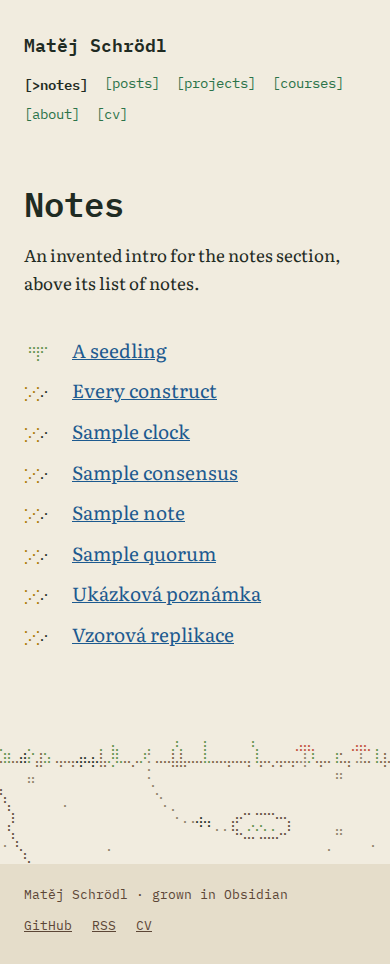 Matěj Schrödl
[>notes] [posts] [projects] [courses]
[about] [cv]
Notes
An invented intro for the notes section,
above its list of notes.
A seedling
Every construct
Sample clock
Sample consensus
Sample note
Sample quorum
Ukázková poznámka
Vzorová replikace
Matěj Schrödl · grown in Obsidian
GitHub RSS CV